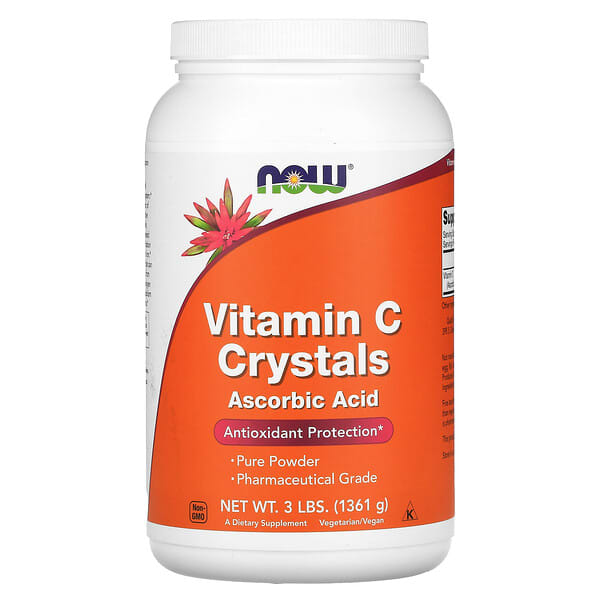 NOW®
Vitamin C
Crystals
Ascorbic Acid
Antioxidant Protection*
•Pure Powder
•Pharmaceutical Grade
Non-
GMO
NET WT. 3 LBS. (1361 g)
A Dietary Supplement Vegetarian/Vegan
K